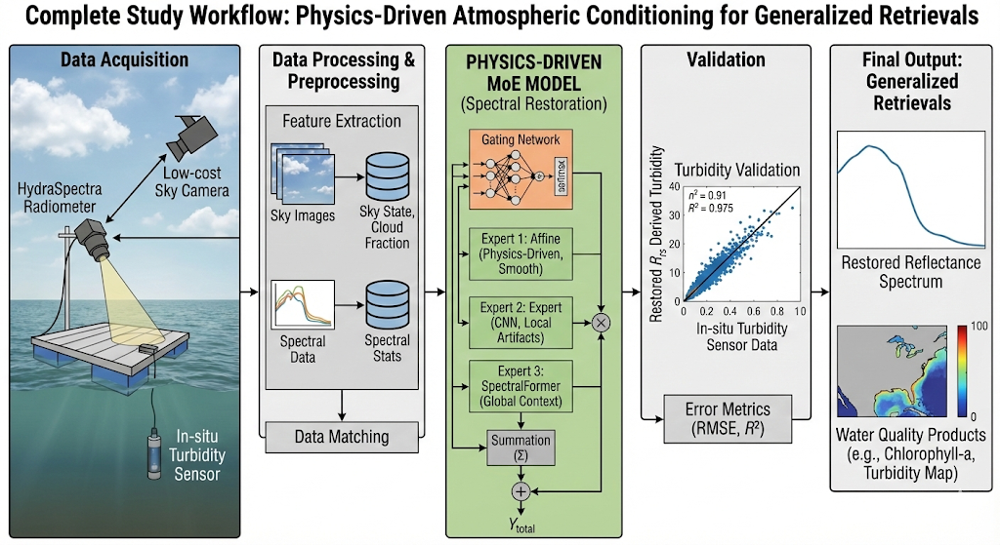 Complete Study Workflow: Physics-Driven Atmospheric Conditioning for Generalized Retrievals
Data Acquisition
HydraSpectra
Radiometer
Low-cost
Sky Camera
In-situ
Turbidity
Sensor
Data Processing &
Preprocessing
Feature Extraction
Sky Images
Sky State,
Cloud
Fraction
Spectral
Data
Spectral
Stats
Data Matching
PHYSICS-DRIVEN
MoE MODEL
(Spectral Restoration)
Gating Network
Expert 1: Affine
(Physics-Driven,
Smooth)
Expert 2: Expert
(CNN, Local
Artifacts)
Expert 3:
SpectralFormer
(Global Context)
×
Summation
(Σ)
+
Y_total
Validation
Turbidity Validation
n² = 0.91
R² = 0.975
Restored R_rs Derived Turbidity
40
30
20
10
0
0 0.2 0.4 0.6 0.8 10
In-situ Turbidity
Sensor Data
Error Metrics
(RMSE, R²)
Final Output:
Generalized
Retrievals
Restored Reflectance
Spectrum
100
0
Water Quality Products
(e.g., Chlorophyll-a,
Turbidity Map)